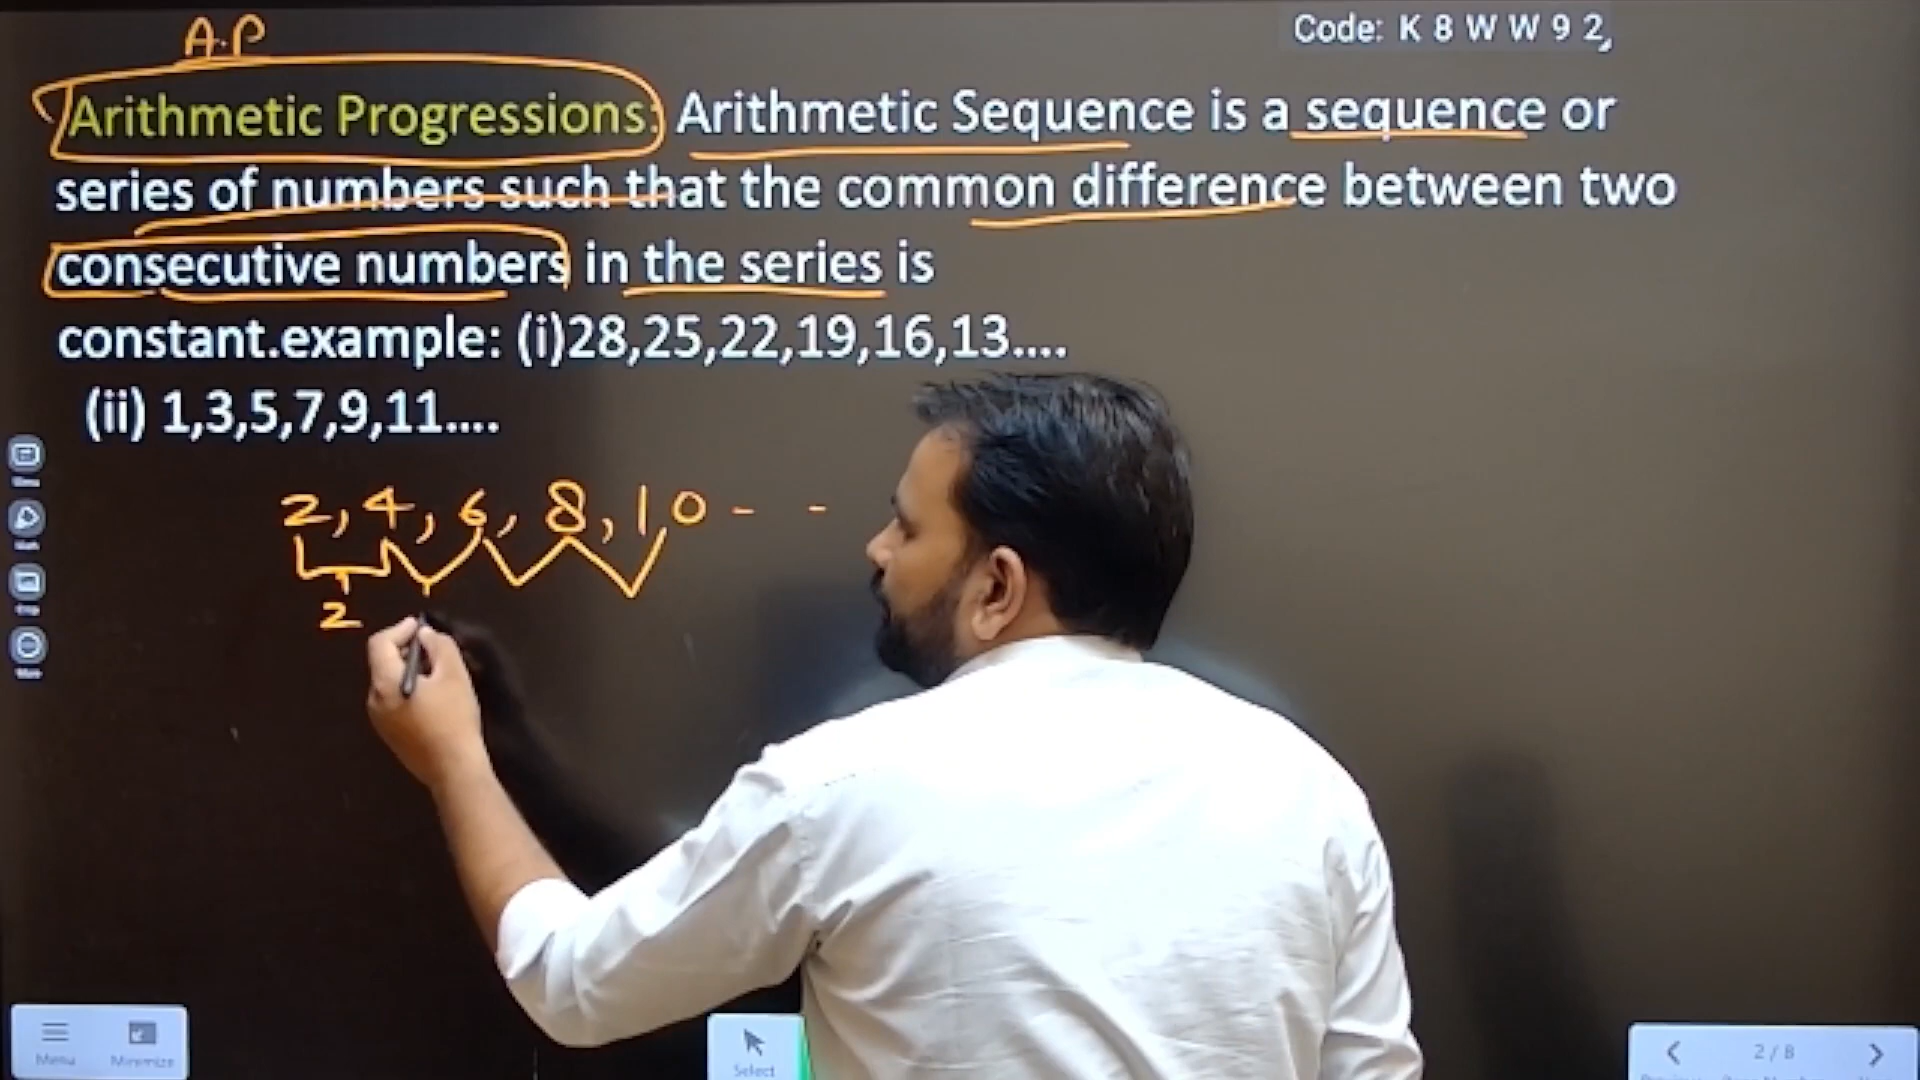 A.P
Code: K 8 W W 9 2
Arithmetic Progressions: Arithmetic Sequence is a sequence or
series of numbers such that the common difference between two
consecutive numbers in the series is
constant.example: (i)28,25,22,19,16,13....
(ii) 1,3,5,7,9,11....
2, 4, 6, 8, 10 - -
2
Menu Minimize
Select
2 / 8